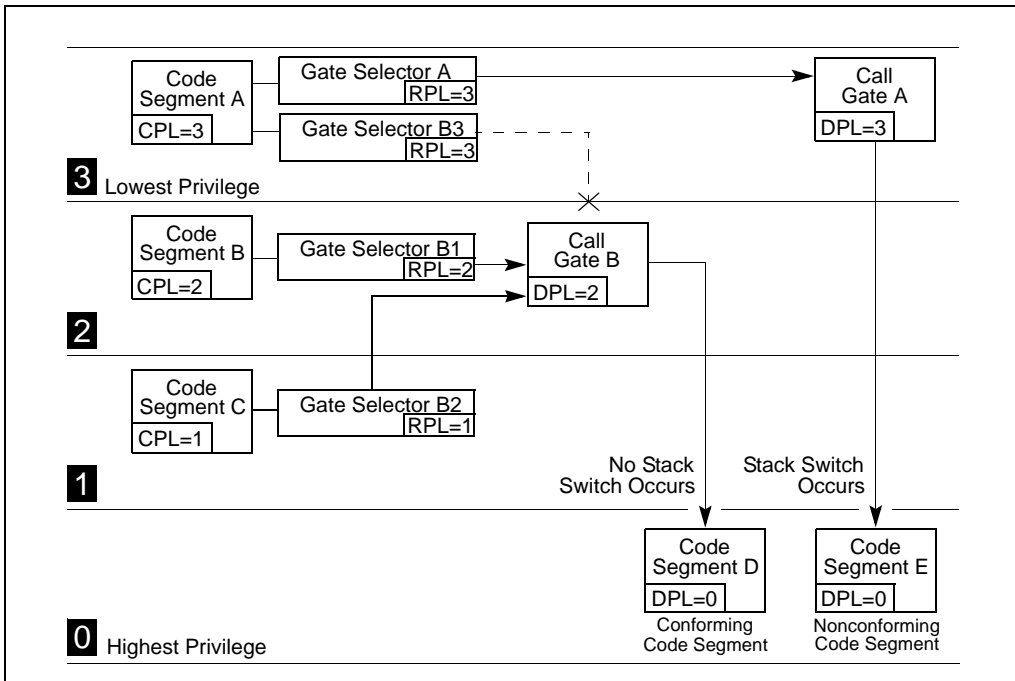 Code
Segment A
CPL=3
Gate Selector A
RPL=3
Gate Selector B3
RPL=3
Call
Gate A
DPL=3
3 Lowest Privilege
Code
Segment B
CPL=2
Gate Selector B1
RPL=2
Call
Gate B
DPL=2
2
Code
Segment C
CPL=1
Gate Selector B2
RPL=1
No Stack
Switch Occurs
Stack Switch
Occurs
1
Code
Segment D
DPL=0
Conforming
Code Segment
Code
Segment E
DPL=0
Nonconforming
Code Segment
0 Highest Privilege